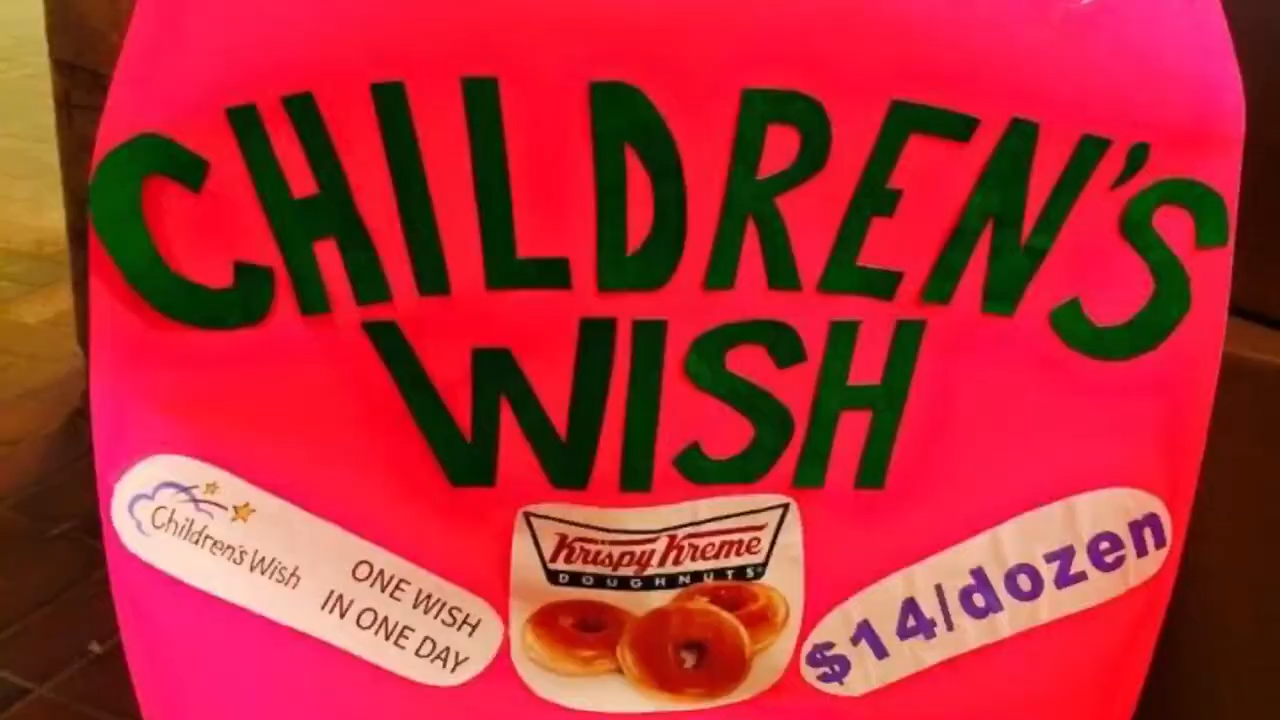 CHILDREN'S
WISH
Children's Wish
ONE WISH
IN ONE DAY
Krispy Kreme
DOUGHNUTS
$14/dozen